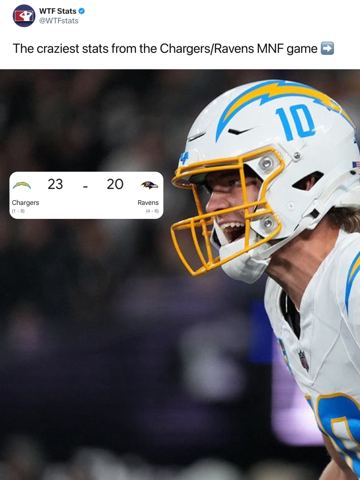 WTF Stats
@WTFstats
The craziest stats from the Chargers/Ravens MNF game ➡️
10
23 - 20
Chargers Ravens